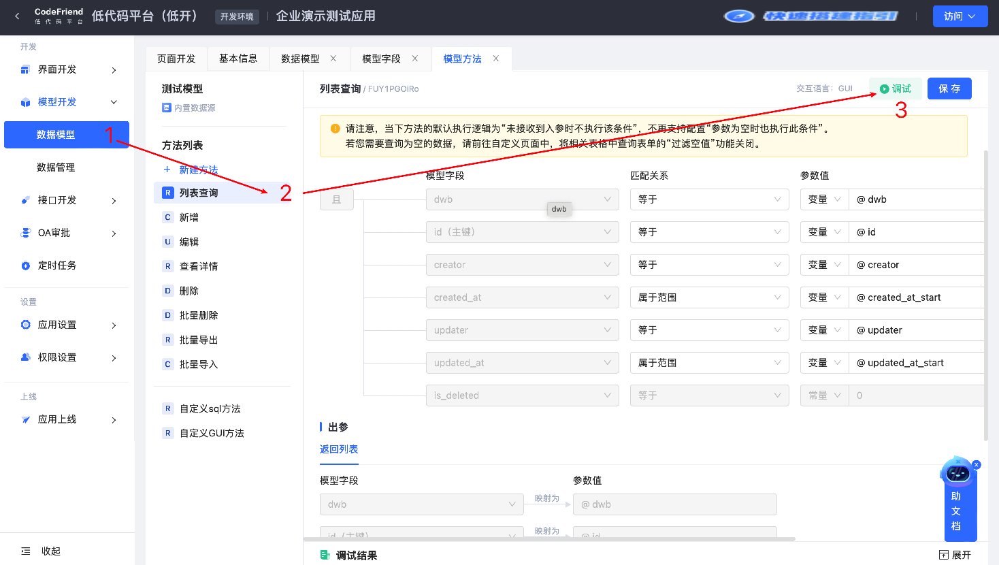 CodeFriend
低代码平台
低代码平台（低开）
开发环境
企业演示测试应用
快速搭建指引
访问
开发
界面开发
模型开发
数据模型
数据管理
接口开发
OA审批
定时任务
设置
应用设置
权限设置
上线
应用上线
收起
页面开发
基本信息
数据模型
模型字段
模型方法
测试模型
内置数据源
方法列表
+ 新建方法
R 列表查询
C 新增
U 编辑
R 查看详情
D 删除
D 批量删除
R 批量导出
C 批量导入
R 自定义sql方法
R 自定义GUI方法
1
2
3
列表查询 / FUY1PGOiRo
交互语言：GUI
调试
保 存
请注意，当下方法的默认执行逻辑为“未接收到入参时不执行该条件”，不再支持配置“参数为空时也执行此条件”。
若您需要查询为空的数据，请前往自定义页面中，将相关表格中查询表单的“过滤空值”功能关闭。
模型字段 匹配关系 参数值
且
dwb 等于 变量 @ dwb
dwb
id（主键） 等于 变量 @ id
creator 等于 变量 @ creator
created_at 属于范围 变量 @ created_at_start
updater 等于 变量 @ updater
updated_at 属于范围 变量 @ updated_at_start
is_deleted 等于 常量 0
出参
返回列表
模型字段 参数值
dwb 映射为 @ dwb
id（主键） 映射为 @ id
助
文
档
调试结果
展开